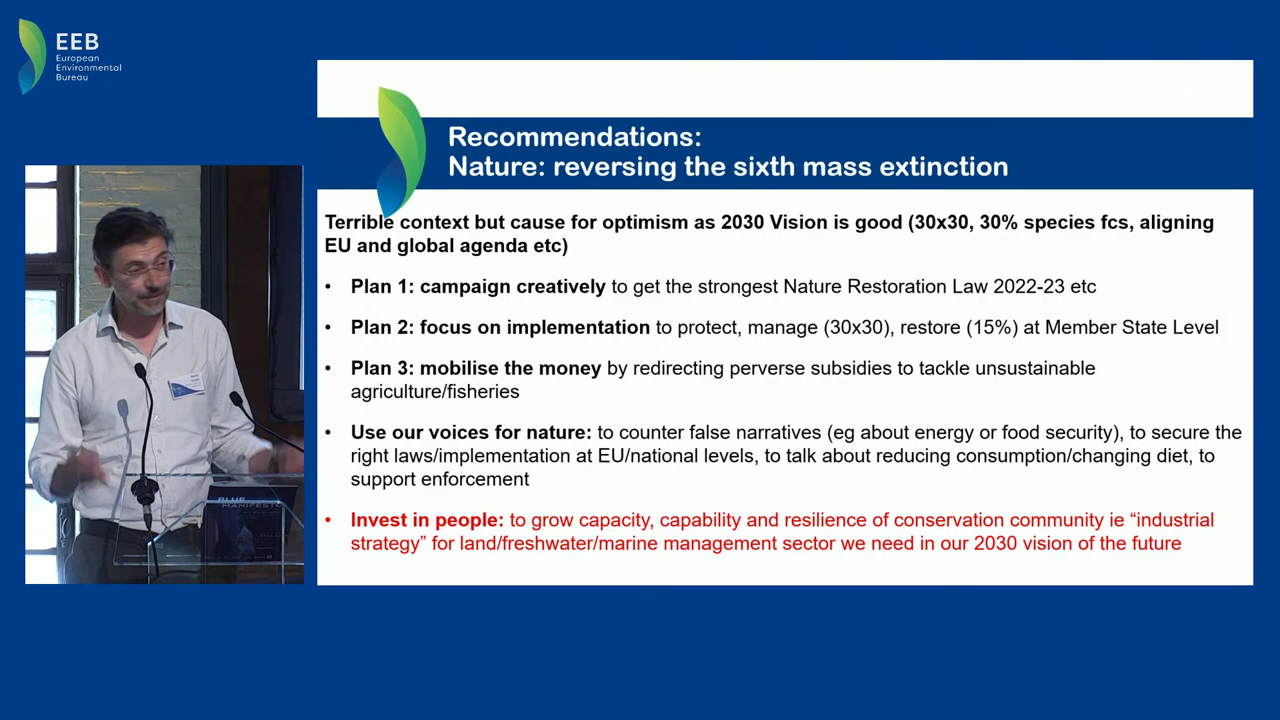 EEB
European
Environmental
Bureau
Recommendations:
Nature: reversing the sixth mass extinction
Terrible context but cause for optimism as 2030 Vision is good (30x30, 30% species fcs, aligning
EU and global agenda etc)
• Plan 1: campaign creatively to get the strongest Nature Restoration Law 2022-23 etc
• Plan 2: focus on implementation to protect, manage (30x30), restore (15%) at Member State Level
• Plan 3: mobilise the money by redirecting perverse subsidies to tackle unsustainable
agriculture/fisheries
• Use our voices for nature: to counter false narratives (eg about energy or food security), to secure the
right laws/implementation at EU/national levels, to talk about reducing consumption/changing diet, to
support enforcement
• Invest in people: to grow capacity, capability and resilience of conservation community ie “industrial
strategy” for land/freshwater/marine management sector we need in our 2030 vision of the future
BLUE
MANIFESTO